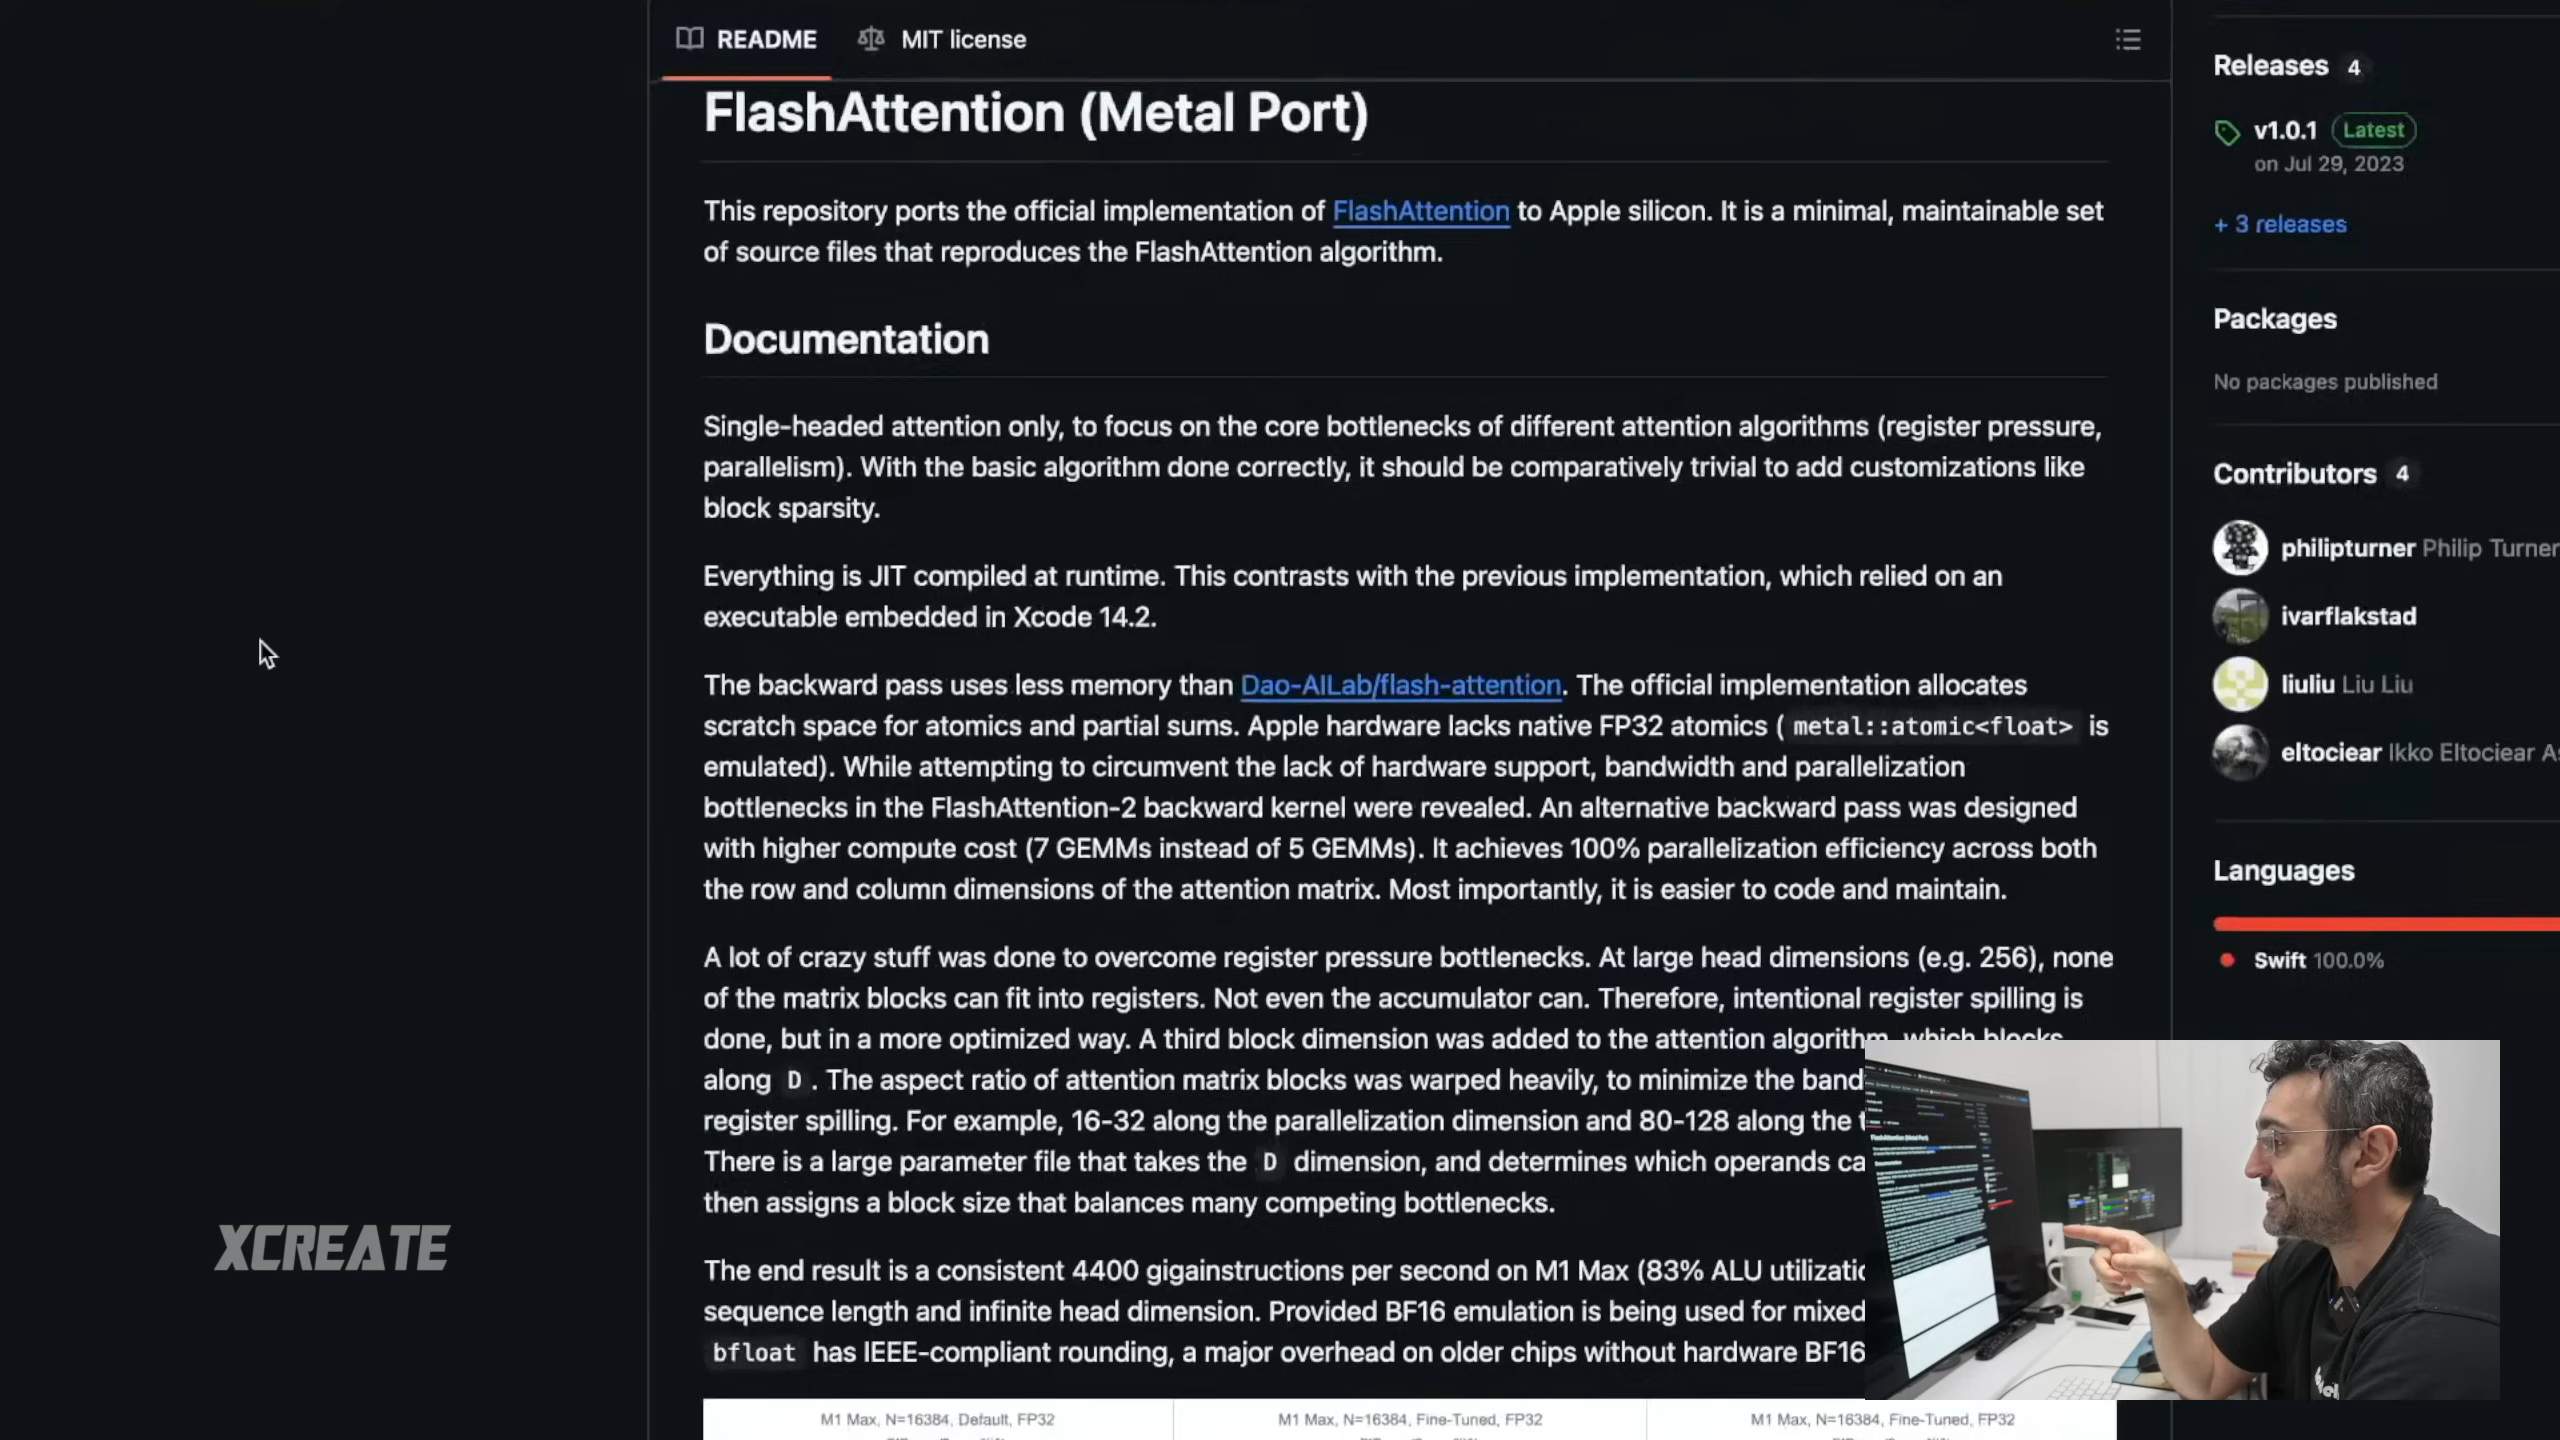 README
MIT license
FlashAttention (Metal Port)
This repository ports the official implementation of FlashAttention to Apple silicon. It is a minimal, maintainable set
of source files that reproduces the FlashAttention algorithm.
Documentation
Single-headed attention only, to focus on the core bottlenecks of different attention algorithms (register pressure,
parallelism). With the basic algorithm done correctly, it should be comparatively trivial to add customizations like
block sparsity.
Everything is JIT compiled at runtime. This contrasts with the previous implementation, which relied on an
executable embedded in Xcode 14.2.
The backward pass uses less memory than Dao-AILab/flash-attention. The official implementation allocates
scratch space for atomics and partial sums. Apple hardware lacks native FP32 atomics ( metal::atomic<float> is
emulated). While attempting to circumvent the lack of hardware support, bandwidth and parallelization
bottlenecks in the FlashAttention-2 backward kernel were revealed. An alternative backward pass was designed
with higher compute cost (7 GEMMs instead of 5 GEMMs). It achieves 100% parallelization efficiency across both
the row and column dimensions of the attention matrix. Most importantly, it is easier to code and maintain.
A lot of crazy stuff was done to overcome register pressure bottlenecks. At large head dimensions (e.g. 256), none
of the matrix blocks can fit into registers. Not even the accumulator can. Therefore, intentional register spilling is
done, but in a more optimized way. A third block dimension was added to the attention algorithm, which blocks
along D . The aspect ratio of attention matrix blocks was warped heavily, to minimize the band
register spilling. For example, 16-32 along the parallelization dimension and 80-128 along the t
There is a large parameter file that takes the D dimension, and determines which operands ca
then assigns a block size that balances many competing bottlenecks.
The end result is a consistent 4400 gigainstructions per second on M1 Max (83% ALU utilizatio
sequence length and infinite head dimension. Provided BF16 emulation is being used for mixed
bfloat has IEEE-compliant rounding, a major overhead on older chips without hardware BF16
M1 Max, N=16384, Default, FP32
M1 Max, N=16384, Fine-Tuned, FP32
M1 Max, N=16384, Fine-Tuned, FP32
Releases 4
v1.0.1 Latest
on Jul 29, 2023
+ 3 releases
Packages
No packages published
Contributors 4
philipturner Philip Turner
ivarflakstad
liuliu Liu Liu
eltociear Ikko Eltociear As
Languages
Swift 100.0%
XCREATE